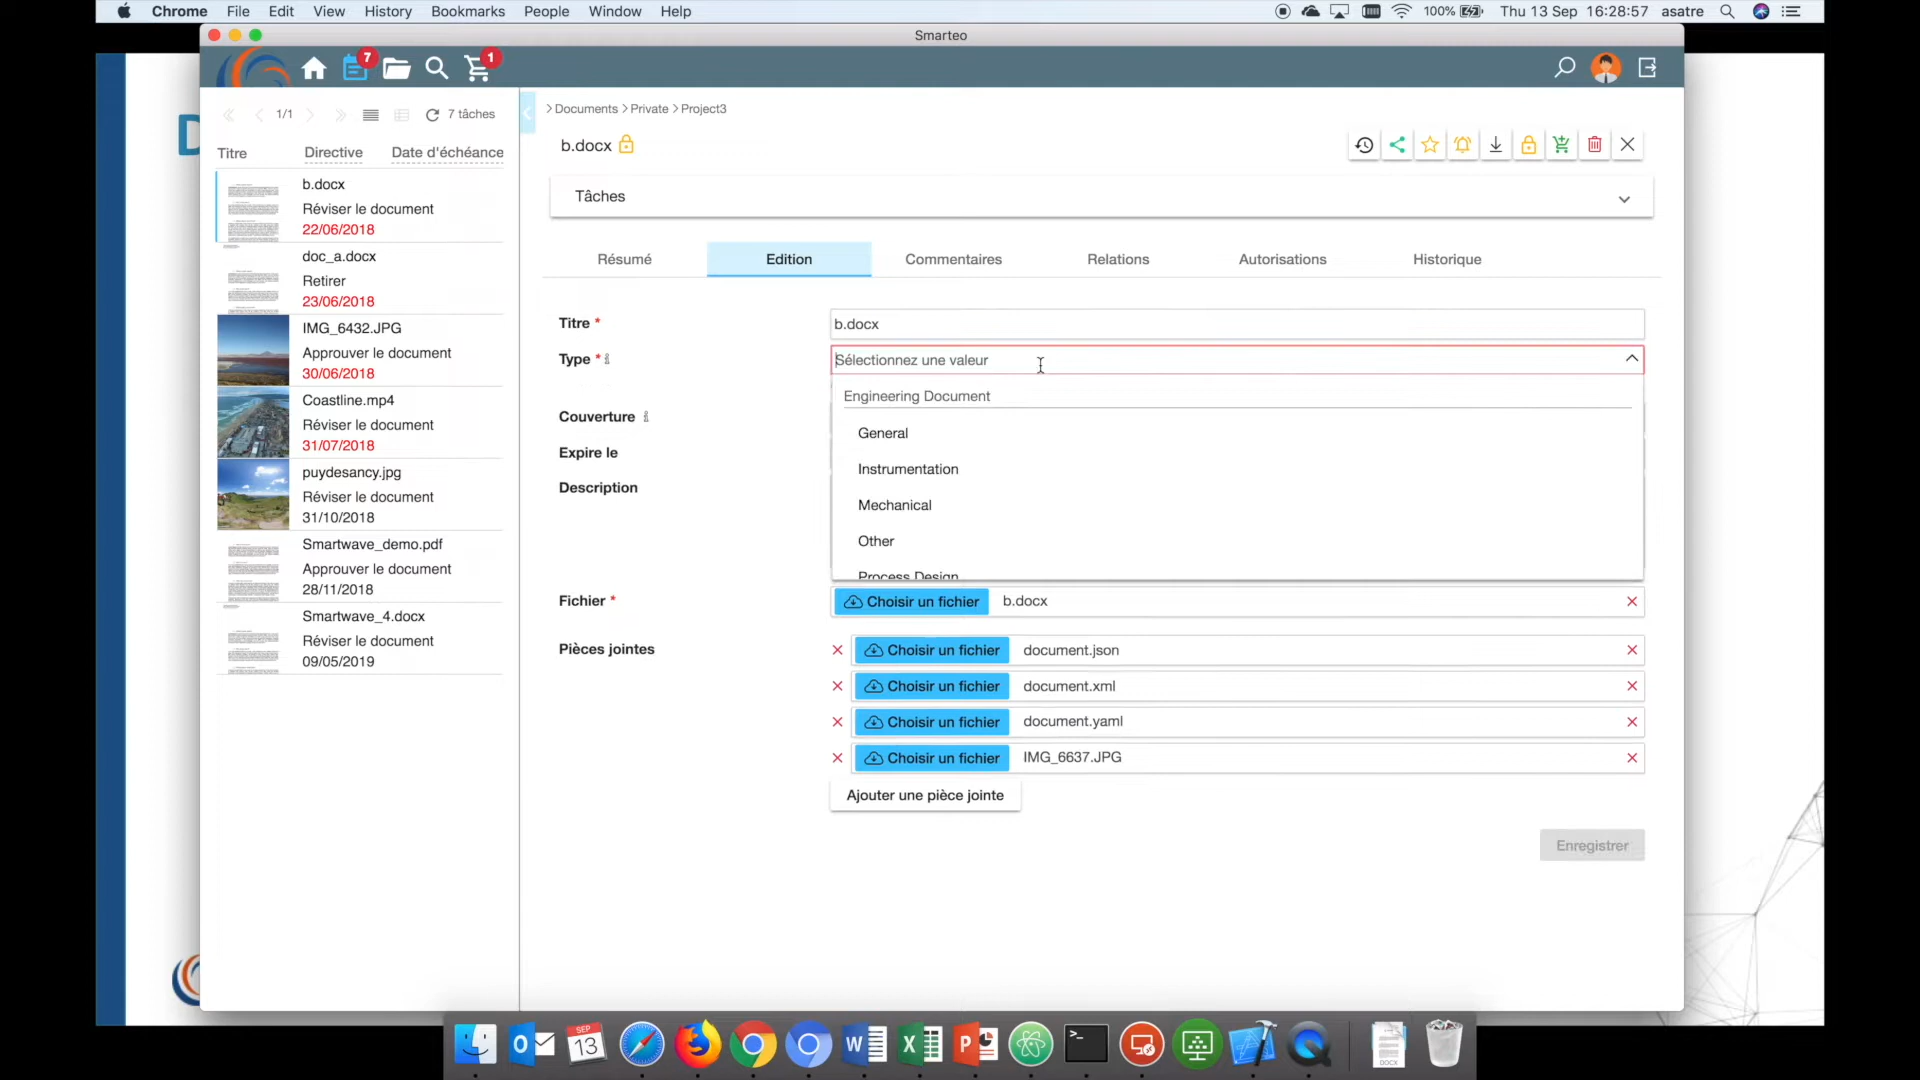 Chrome File Edit View History Bookmarks People Window Help
100% Thu 13 Sep 16:28:57 asatre
Smarteo
7
1
1/1
7 tâches
Titre Directive Date d'échéance
b.docx
Réviser le document
22/06/2018
doc_a.docx
Retirer
23/06/2018
IMG_6432.JPG
Approuver le document
30/06/2018
Coastline.mp4
Réviser le document
31/07/2018
puydesancy.jpg
Réviser le document
31/10/2018
Smartwave_demo.pdf
Approuver le document
28/11/2018
Smartwave_4.docx
Réviser le document
09/05/2019
> Documents > Private > Project3
b.docx
Tâches
Résumé Edition Commentaires Relations Autorisations Historique
Titre * b.docx
Type * Sélectionnez une valeur
Engineering Document
General
Instrumentation
Mechanical
Other
Process Design
Couverture
Expire le
Description
Fichier * Choisir un fichier b.docx
Pièces jointes Choisir un fichier document.json
Choisir un fichier document.xml
Choisir un fichier document.yaml
Choisir un fichier IMG_6637.JPG
Ajouter une pièce jointe
Enregistrer
SEP
13
DOCX